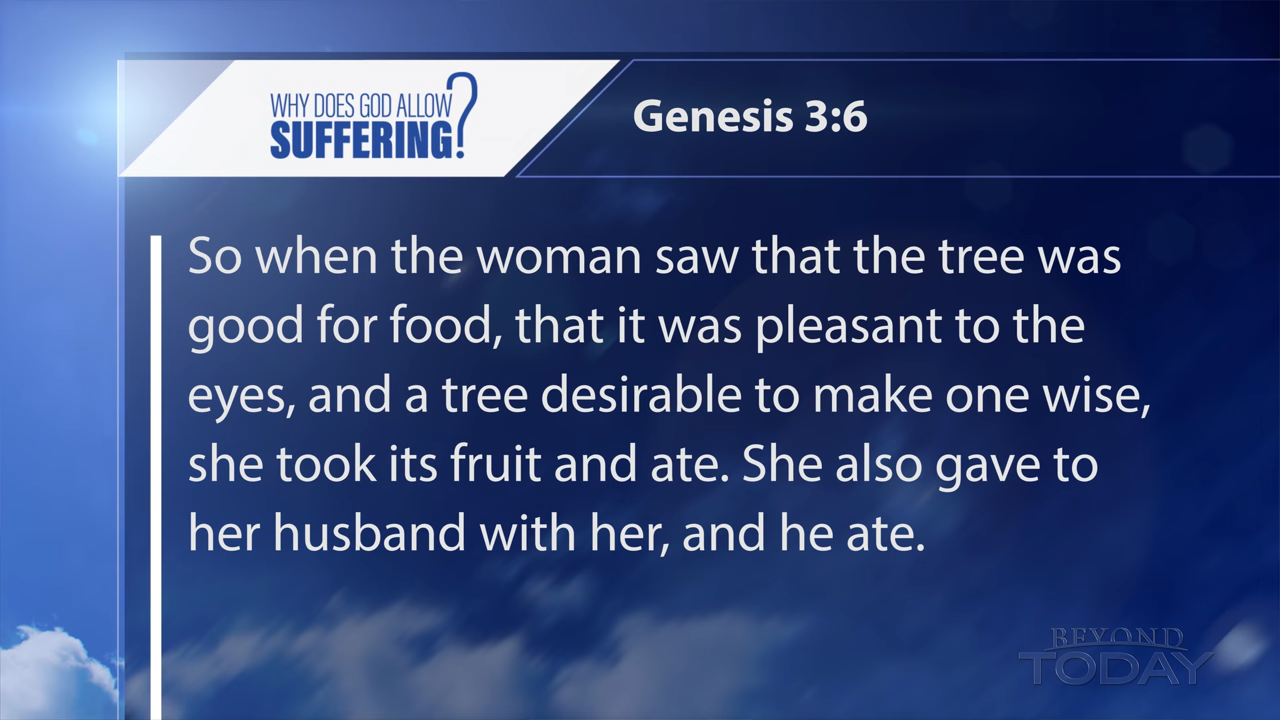 WHY DOES GOD ALLOW
SUFFERING?
Genesis 3:6
So when the woman saw that the tree was
good for food, that it was pleasant to the
eyes, and a tree desirable to make one wise,
she took its fruit and ate. She also gave to
her husband with her, and he ate.
BEYOND
TODAY